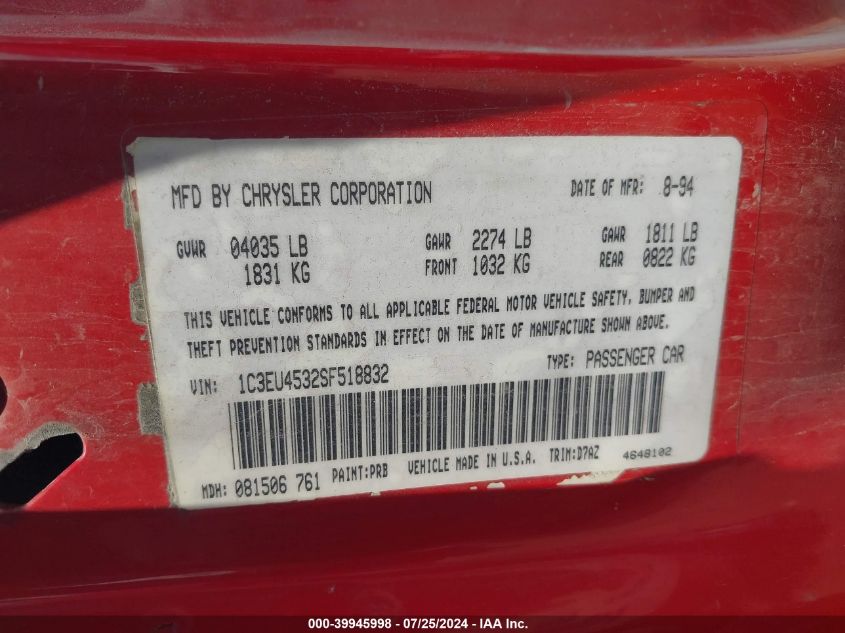 MFD BY CHRYSLER CORPORATION DATE OF MFR: 8-94
GVWR 04035 LB GAWR 2274 LB GAWR 1811 LB
1831 KG FRONT 1032 KG REAR 0822 KG
THIS VEHICLE CONFORMS TO ALL APPLICABLE FEDERAL MOTOR VEHICLE SAFETY, BUMPER AND
THEFT PREVENTION STANDARDS IN EFFECT ON THE DATE OF MANUFACTURE SHOWN ABOVE.
VIN: 1C3EU4532SF518832 TYPE: PASSENGER CAR
MDH: 081506 761 PAINT:PRB VEHICLE MADE IN U.S.A. TRIM:D7AZ 4648102
000-39945998 - 07/25/2024 - IAA Inc.